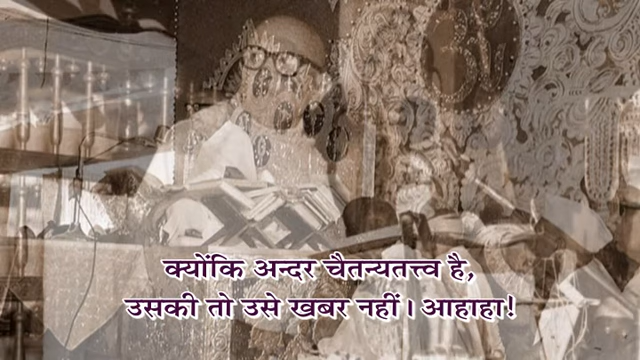 क्योंकि अन्दर चैतन्यतत्त्व है,
उसकी तो उसे खबर नहीं। आहाहा!